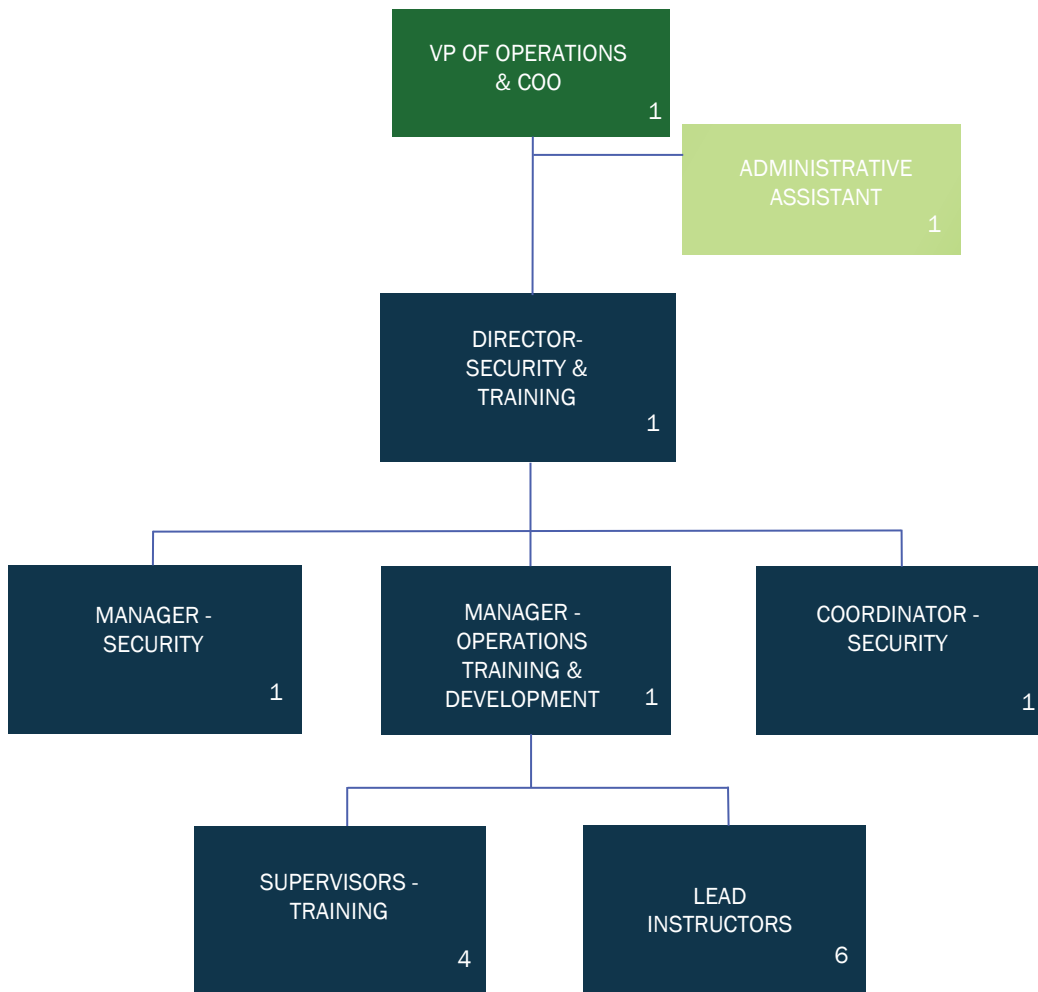 VP OF OPERATIONS
& COO
1
ADMINISTRATIVE
ASSISTANT
1
DIRECTOR-
SECURITY &
TRAINING
1
MANAGER -
SECURITY
1
MANAGER -
OPERATIONS
TRAINING &
DEVELOPMENT
1
COORDINATOR -
SECURITY
1
SUPERVISORS -
TRAINING
4
LEAD
INSTRUCTORS
6